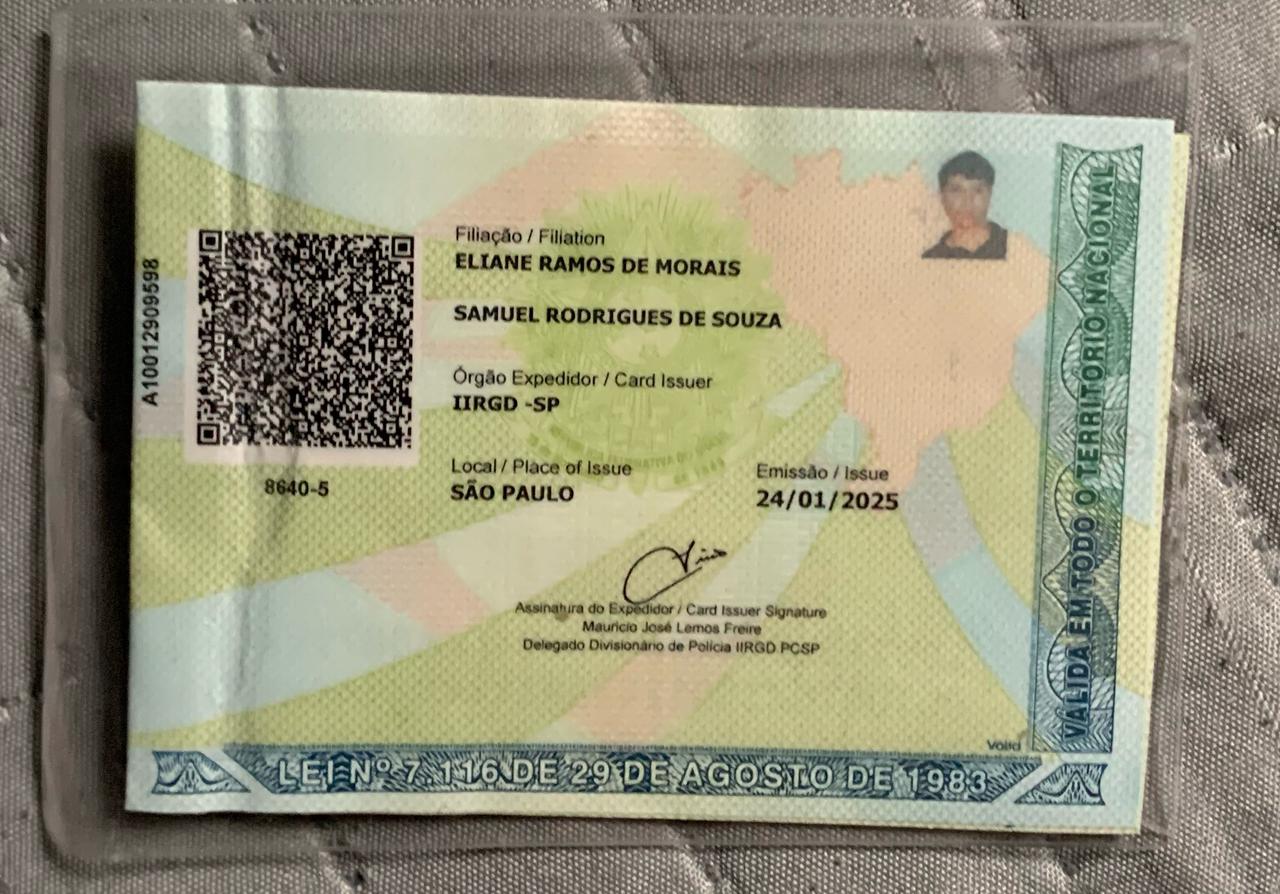 A10012909598
8640-5
Filiação / Filiation
ELIANE RAMOS DE MORAIS
SAMUEL RODRIGUES DE SOUZA
Órgão Expedidor / Card Issuer
IIRGD -SP
Local / Place of Issue
SÃO PAULO
Emissão / Issue
24/01/2025
Assinatura do Expedidor / Card Issuer Signature
Mauricio José Lemos Freire
Delegado Divisionário de Polícia IIRGD PCSP
VÁLIDA EM TODO O TERRITÓRIO NACIONAL
LEI Nº 7.116 DE 29 DE AGOSTO DE 1983